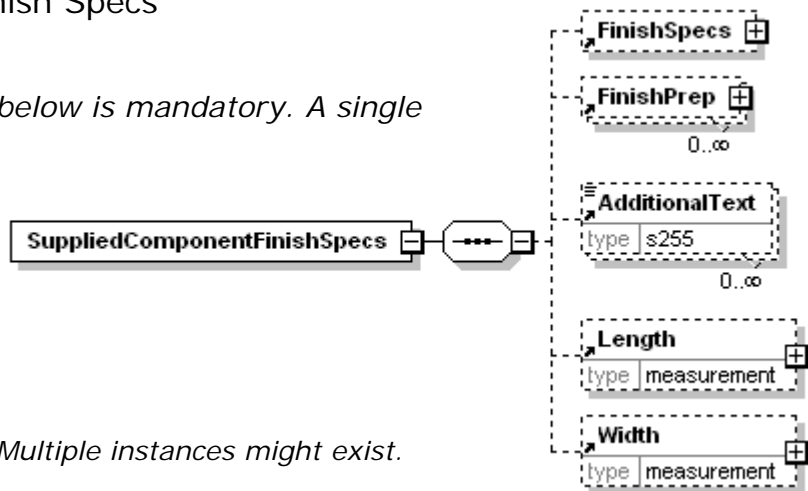 nish Specs
FinishSpecs
below is mandatory. A single
FinishPrep
0..∞
AdditionalText
type s255
0..∞
SuppliedComponentFinishSpecs
Length
type measurement
Multiple instances might exist.
Width
type measurement